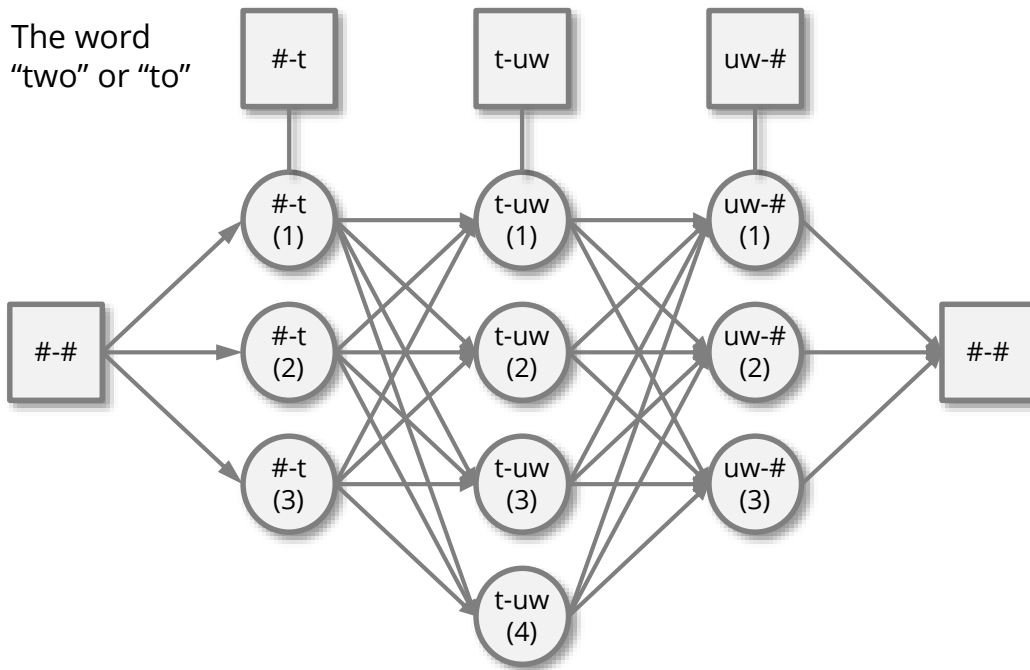 The word
“two” or “to”
#-t
t-uw
uw-#
#-t
(1)
t-uw
(1)
uw-#
(1)
#-#
#-t
(2)
t-uw
(2)
uw-#
(2)
#-#
#-t
(3)
t-uw
(3)
uw-#
(3)
t-uw
(4)